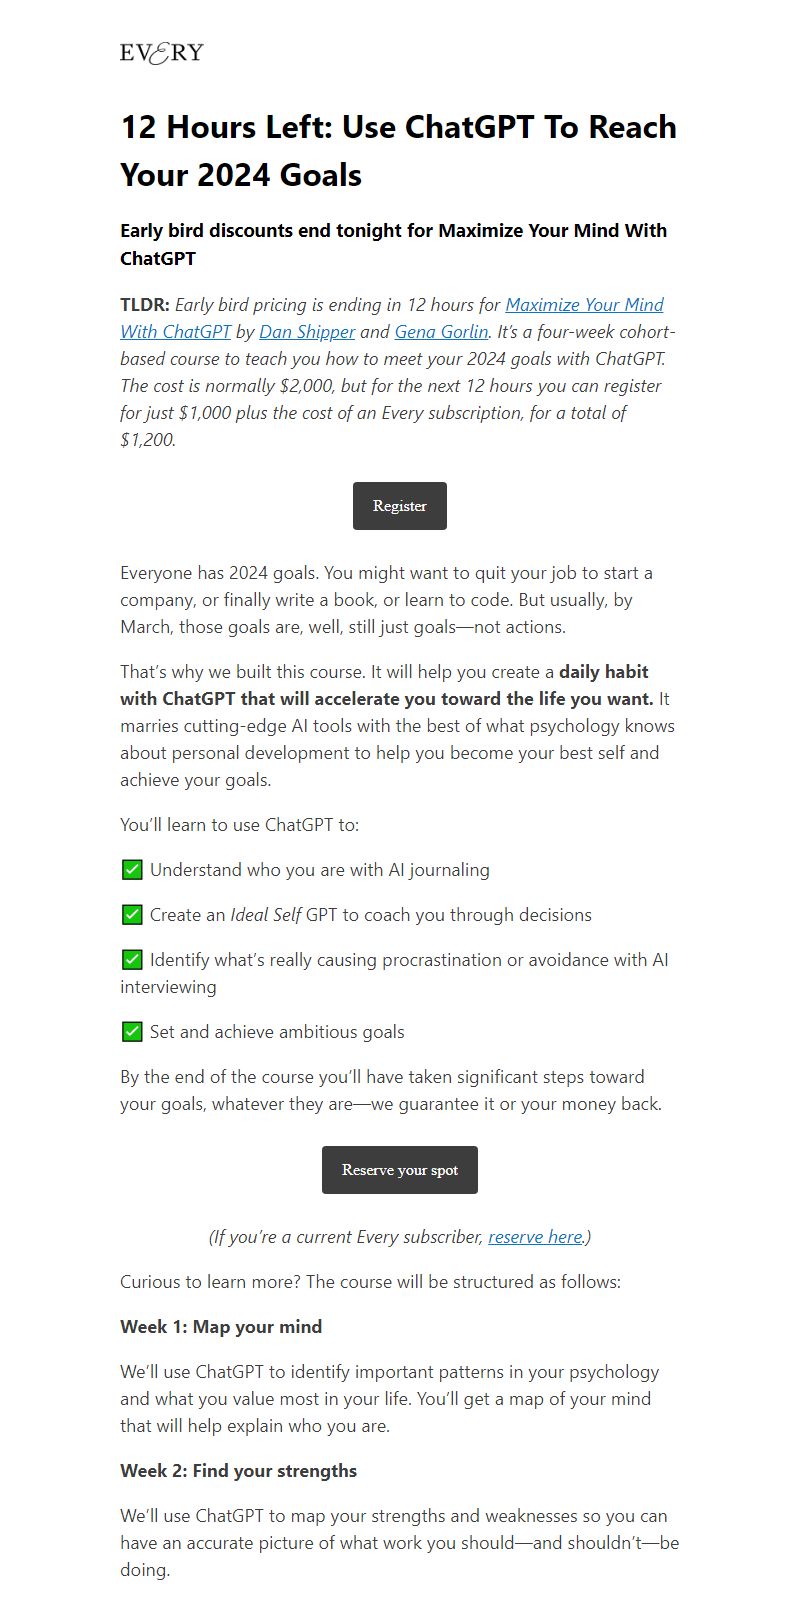 EVERY
12 Hours Left: Use ChatGPT To Reach
Your 2024 Goals
Early bird discounts end tonight for Maximize Your Mind With
ChatGPT
TLDR: Early bird pricing is ending in 12 hours for Maximize Your Mind
With ChatGPT by Dan Shipper and Gena Gorlin. It’s a four-week cohort-
based course to teach you how to meet your 2024 goals with ChatGPT.
The cost is normally $2,000, but for the next 12 hours you can register
for just $1,000 plus the cost of an Every subscription, for a total of
$1,200.
Register
Everyone has 2024 goals. You might want to quit your job to start a
company, or finally write a book, or learn to code. But usually, by
March, those goals are, well, still just goals—not actions.
That’s why we built this course. It will help you create a daily habit
with ChatGPT that will accelerate you toward the life you want. It
marries cutting-edge AI tools with the best of what psychology knows
about personal development to help you become your best self and
achieve your goals.
You’ll learn to use ChatGPT to:
✅ Understand who you are with AI journaling
✅ Create an Ideal Self GPT to coach you through decisions
✅ Identify what’s really causing procrastination or avoidance with AI
interviewing
✅ Set and achieve ambitious goals
By the end of the course you’ll have taken significant steps toward
your goals, whatever they are—we guarantee it or your money back.
Reserve your spot
(If you’re a current Every subscriber, reserve here.)
Curious to learn more? The course will be structured as follows:
Week 1: Map your mind
We’ll use ChatGPT to identify important patterns in your psychology
and what you value most in your life. You’ll get a map of your mind
that will help explain who you are.
Week 2: Find your strengths
We’ll use ChatGPT to map your strengths and weaknesses so you can
have an accurate picture of what work you should—and shouldn’t—be
doing.